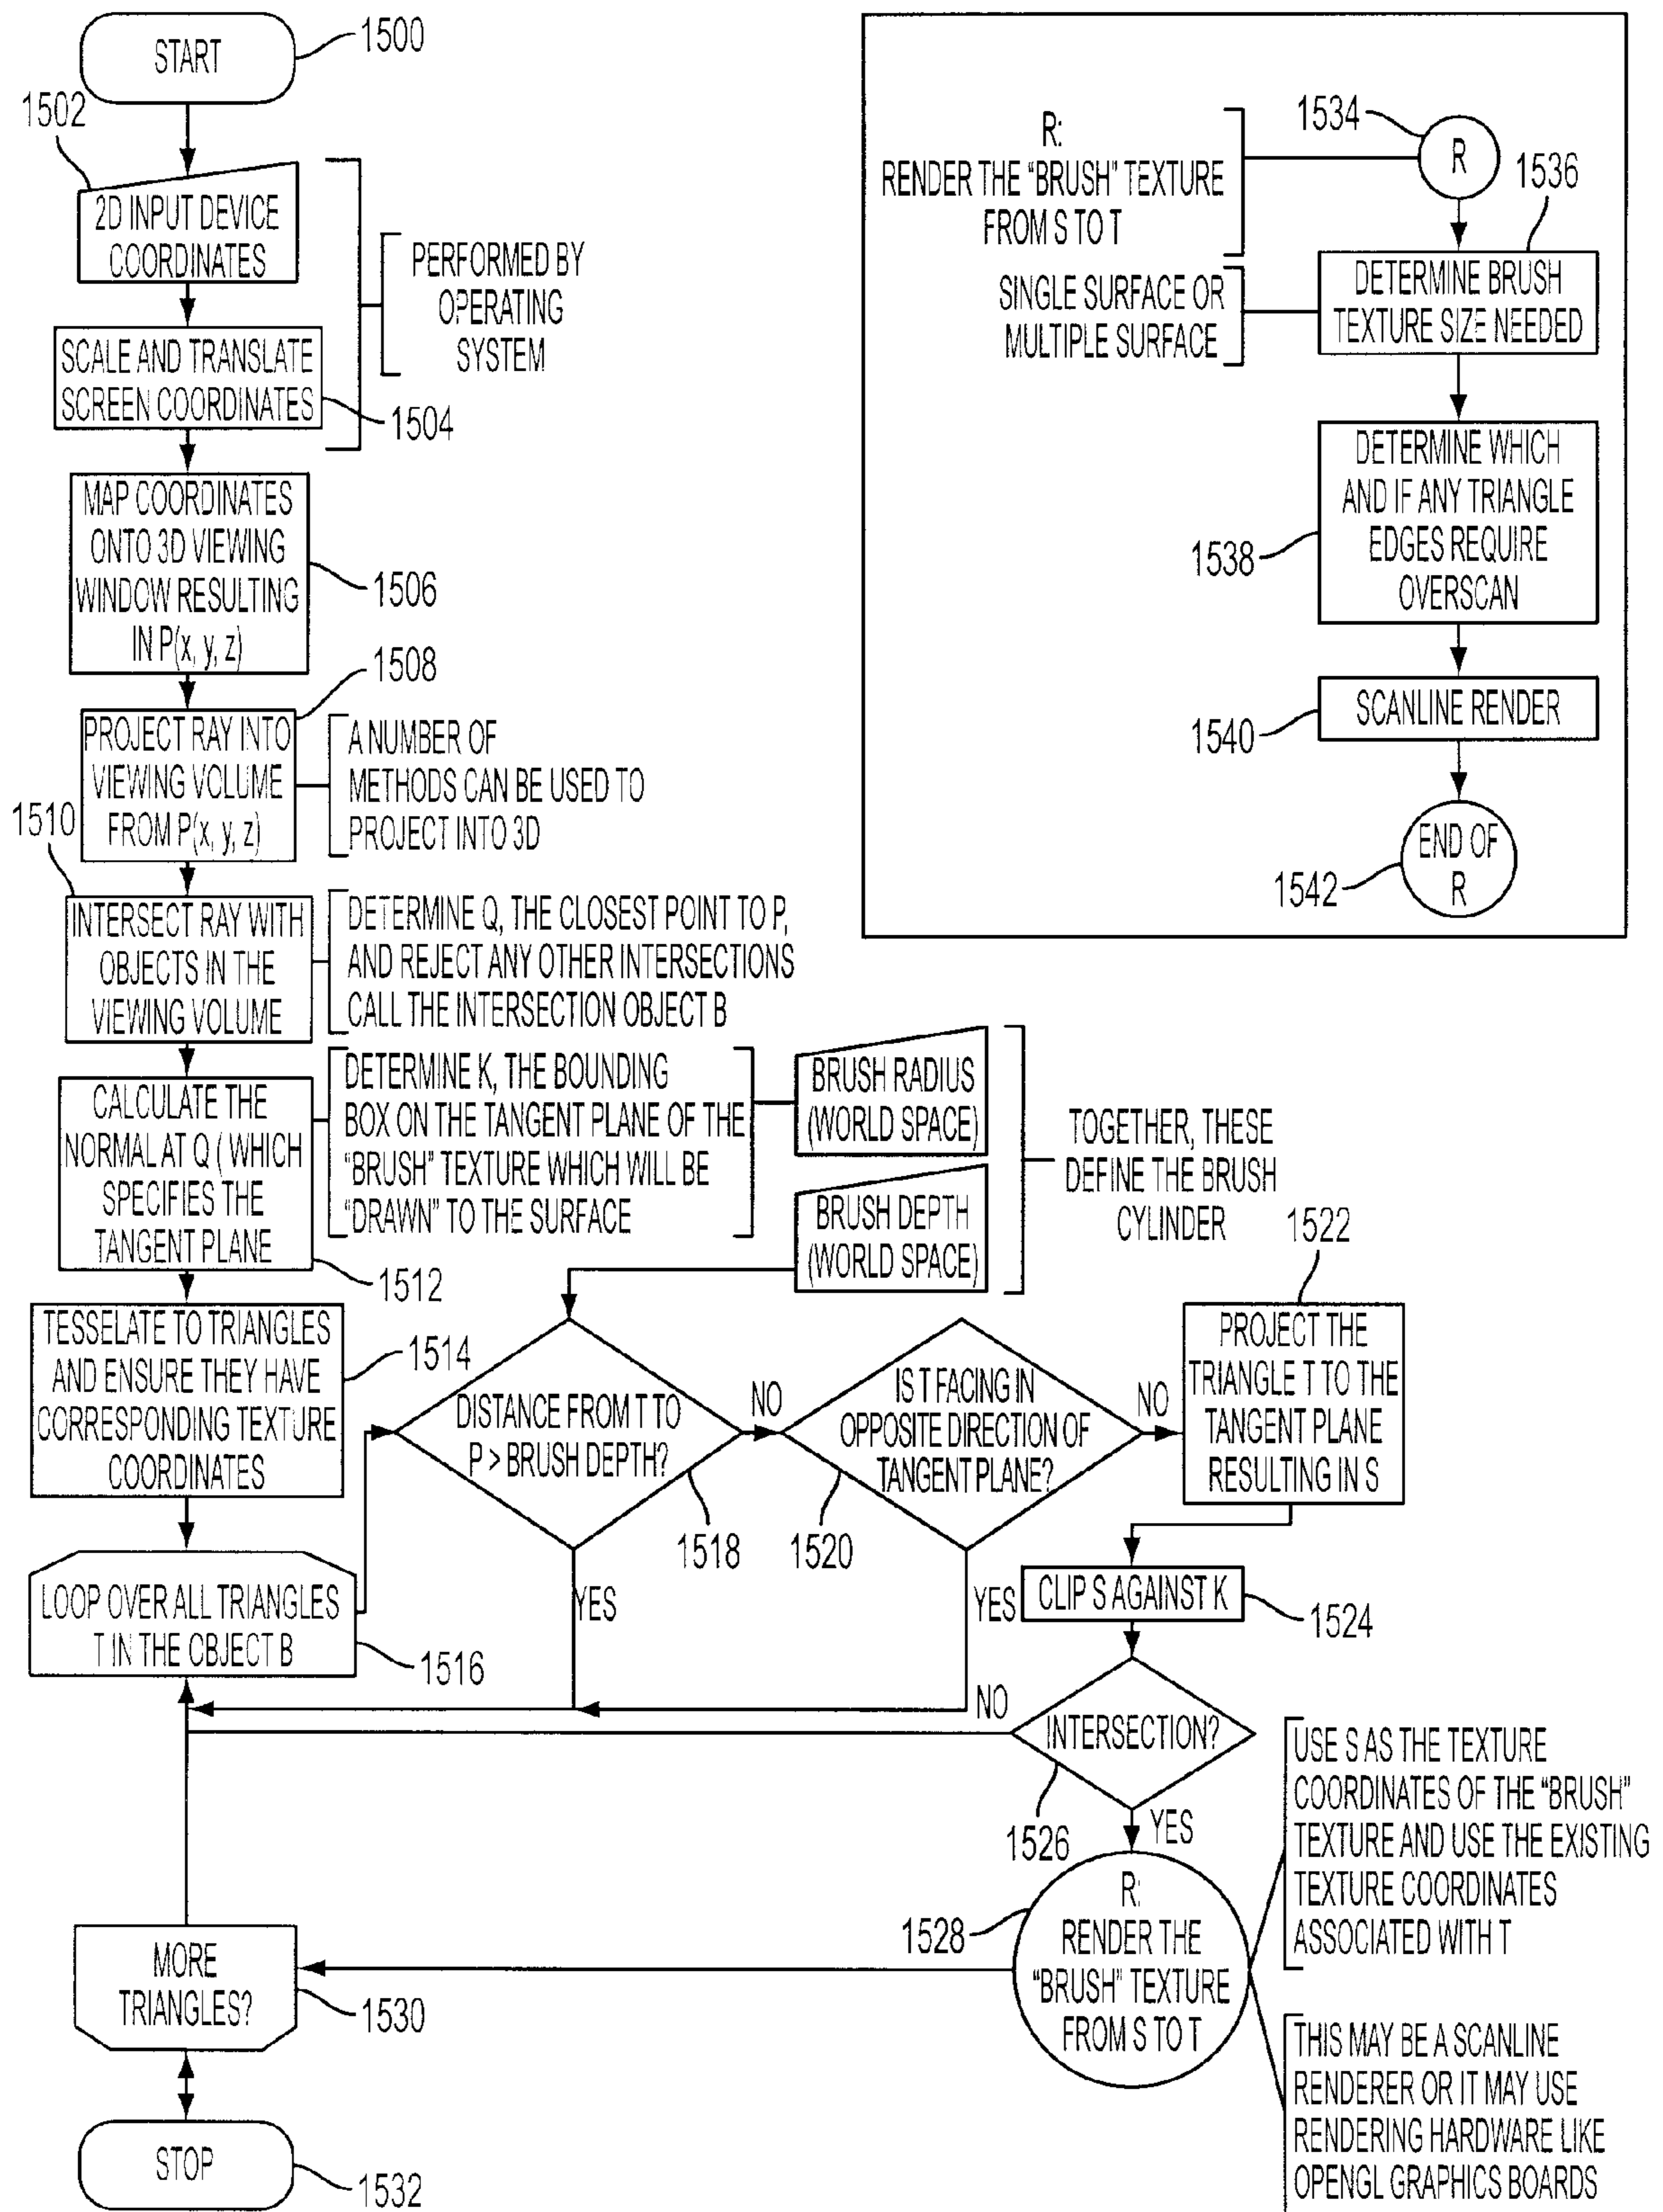 START
1500
1502
2D INPUT DEVICE
COORDINATES
PERFORMED BY
OPERATING
SYSTEM
SCALE AND TRANSLATE
SCREEN COORDINATES
1504
MAP COORDINATES
ONTO 3D VIEWING
WINDOW RESULTING
IN P(x, y, z)
1506
1508
PROJECT RAY INTO
VIEWING VOLUME
FROM P(x, y, z)
A NUMBER OF
METHODS CAN BE USED TO
PROJECT INTO 3D
1510
INTERSECT RAY WITH
OBJECTS IN THE
VIEWING VOLUME
DETERMINE Q, THE CLOSEST POINT TO P,
AND REJECT ANY OTHER INTERSECTIONS
CALL THE INTERSECTION OBJECT B
CALCULATE THE
NORMAL AT Q ( WHICH
SPECIFIES THE
TANGENT PLANE
1512
DETERMINE K, THE BOUNDING
BOX ON THE TANGENT PLANE OF THE
"BRUSH" TEXTURE WHICH WILL BE
"DRAWN" TO THE SURFACE
BRUSH RADIUS
(WORLD SPACE)
BRUSH DEPTH
(WORLD SPACE)
TOGETHER, THESE
DEFINE THE BRUSH
CYLINDER
TESSELATE TO TRIANGLES
AND ENSURE THEY HAVE
CORRESPONDING TEXTURE
COORDINATES
1514
LOOP OVER ALL TRIANGLES
T IN THE OBJECT B
1516
DISTANCE FROM T TO
P > BRUSH DEPTH?
1518
NO
YES
IS T FACING IN
OPPOSITE DIRECTION OF
TANGENT PLANE?
1520
NO
YES
1522
PROJECT THE
TRIANGLE T TO THE
TANGENT PLANE
RESULTING IN S
CLIP S AGAINST K
1524
INTERSECTION?
1526
NO
YES
R:
RENDER THE
"BRUSH" TEXTURE
FROM S TO T
1528
USE S AS THE TEXTURE
COORDINATES OF THE "BRUSH"
TEXTURE AND USE THE EXISTING
TEXTURE COORDINATES
ASSOCIATED WITH T
THIS MAY BE A SCANLINE
RENDERER OR IT MAY USE
RENDERING HARDWARE LIKE
OPENGL GRAPHICS BOARDS
MORE
TRIANGLES?
1530
STOP
1532
R:
RENDER THE "BRUSH" TEXTURE
FROM S TO T
1534
R
1536
SINGLE SURFACE OR
MULTIPLE SURFACE
DETERMINE BRUSH
TEXTURE SIZE NEEDED
DETERMINE WHICH
AND IF ANY TRIANGLE
EDGES REQUIRE
OVERSCAN
1538
SCANLINE RENDER
1540
END OF
R
1542